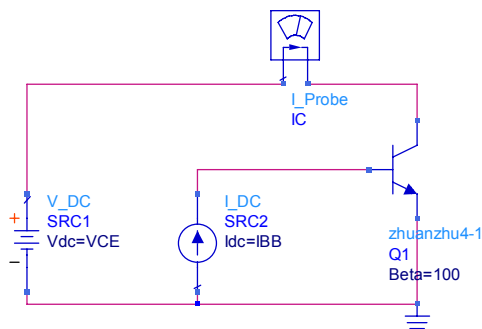 I_Probe
IC
V_DC
SRC1
Vdc=VCE
I_DC
SRC2
Idc=IBB
zhuanzhu4-1
Q1
Beta=100